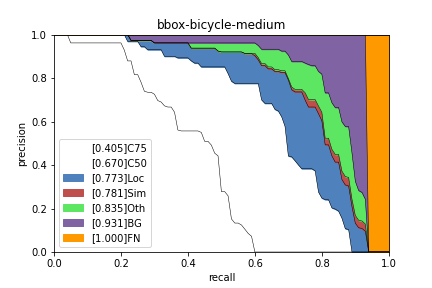 bbox-bicycle-medium
precision
1.0
0.8
0.6
0.4
0.2
0.0
[0.405]C75
[0.670]C50
[0.773]Loc
[0.781]Sim
[0.835]Oth
[0.931]BG
[1.000]FN
0.0 0.2 0.4 0.6 0.8 1.0
recall